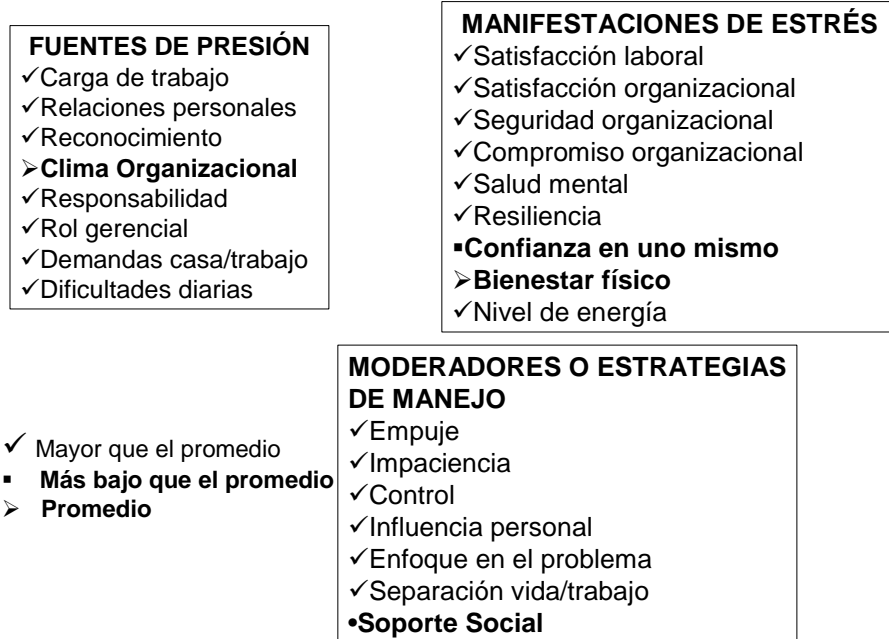 FUENTES DE PRESIÓN
✓Carga de trabajo
✓Relaciones personales
✓Reconocimiento
➢Clima Organizacional
✓Responsabilidad
✓Rol gerencial
✓Demandas casa/trabajo
✓Dificultades diarias
MANIFESTACIONES DE ESTRÉS
✓Satisfacción laboral
✓Satisfacción organizacional
✓Seguridad organizacional
✓Compromiso organizacional
✓Salud mental
✓Resiliencia
▪Confianza en uno mismo
➢Bienestar físico
✓Nivel de energía
✓ Mayor que el promedio
▪ Más bajo que el promedio
➢ Promedio
MODERADORES O ESTRATEGIAS
DE MANEJO
✓Empuje
✓Impaciencia
✓Control
✓Influencia personal
✓Enfoque en el problema
✓Separación vida/trabajo
•Soporte Social